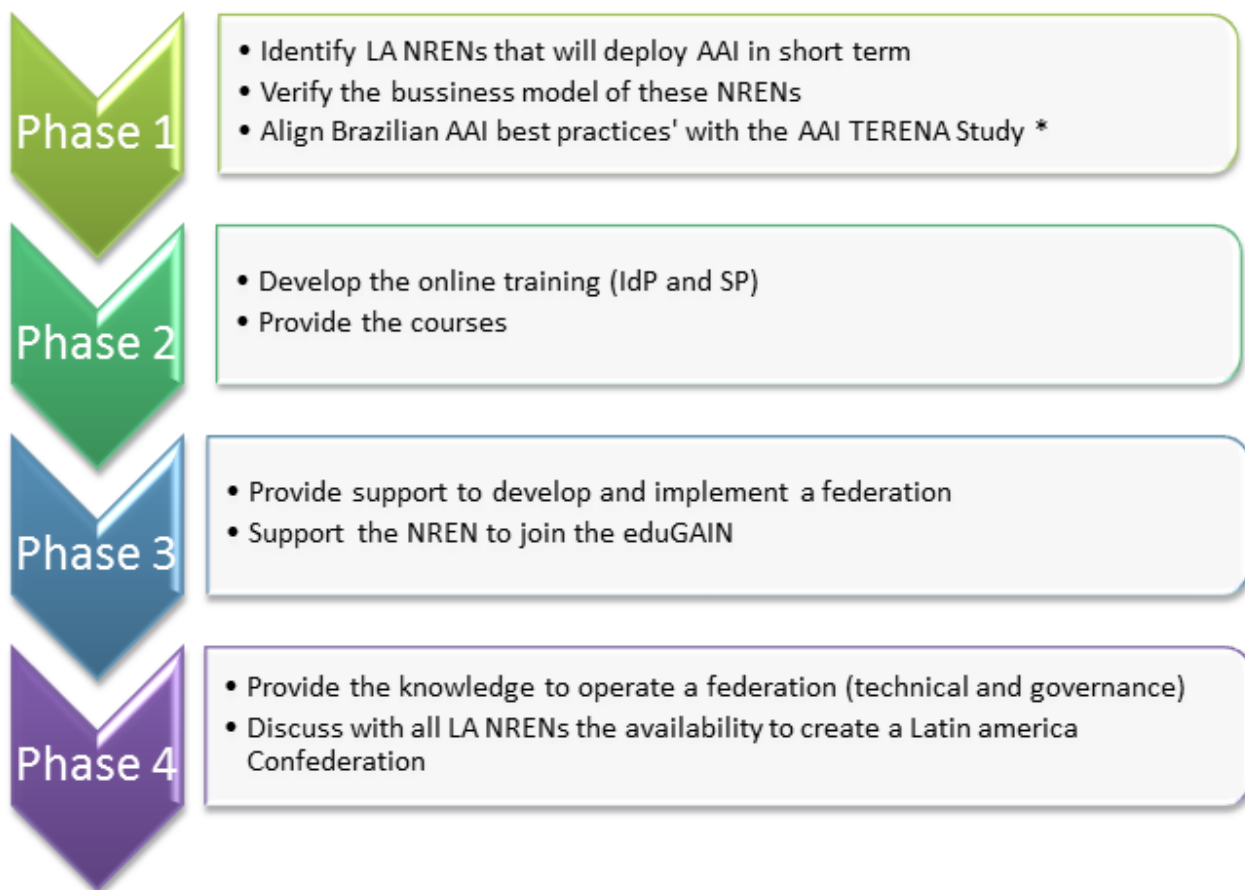 Phase 1
• Identify LA NRENs that will deploy AAI in short term
• Verify the bussiness model of these NRENs
• Align Brazilian AAI best practices' with the AAI TERENA Study *
Phase 2
• Develop the online training (IdP and SP)
• Provide the courses
Phase 3
• Provide support to develop and implement a federation
• Support the NREN to join the eduGAIN
Phase 4
• Provide the knowledge to operate a federation (technical and governance)
• Discuss with all LA NRENs the availability to create a Latin america
Confederation